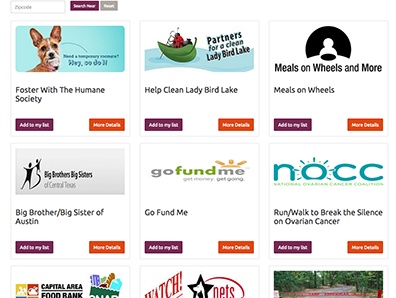 Zipcode
Search Near
Reset
Need a temporary roommate?
Hey, so do I!
Partners
for a clean
Lady Bird Lake
Meals on Wheels and More
Foster With The Humane
Society
Help Clean Lady Bird Lake
Meals on Wheels
Add to my list
More Details
Add to my list
More Details
Add to my list
More Details
Big Brothers Big Sisters
of Central Texas
gofundme
get money. get going.
nocc
NATIONAL OVARIAN CANCER COALITION
Big Brother/Big Sister of
Austin
Go Fund Me
Run/Walk to Break the Silence
on Ovarian Cancer
Add to my list
More Details
Add to my list
More Details
Add to my list
More Details
CAPITAL AREA
FOOD BANK